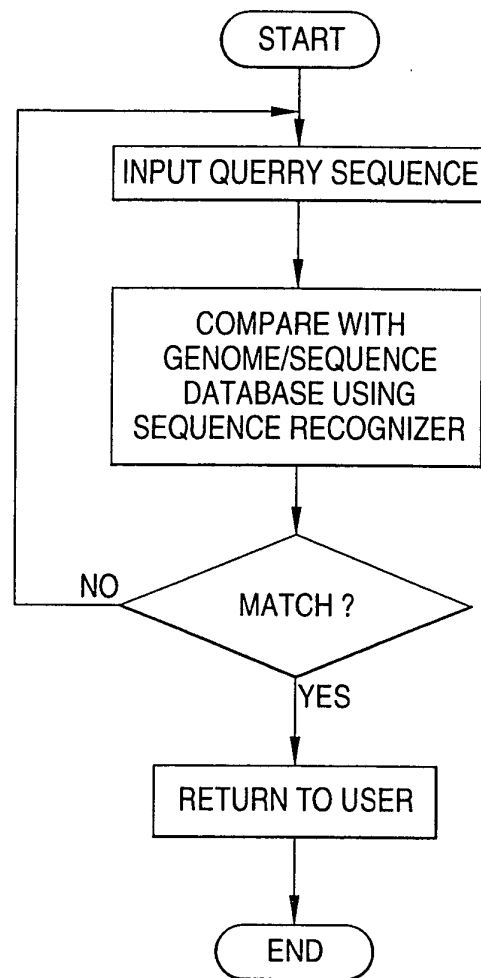 START
INPUT QUERRY SEQUENCE
COMPARE WITH
GENOME/SEQUENCE
DATABASE USING
SEQUENCE RECOGNIZER
NO
MATCH ?
YES
RETURN TO USER
END